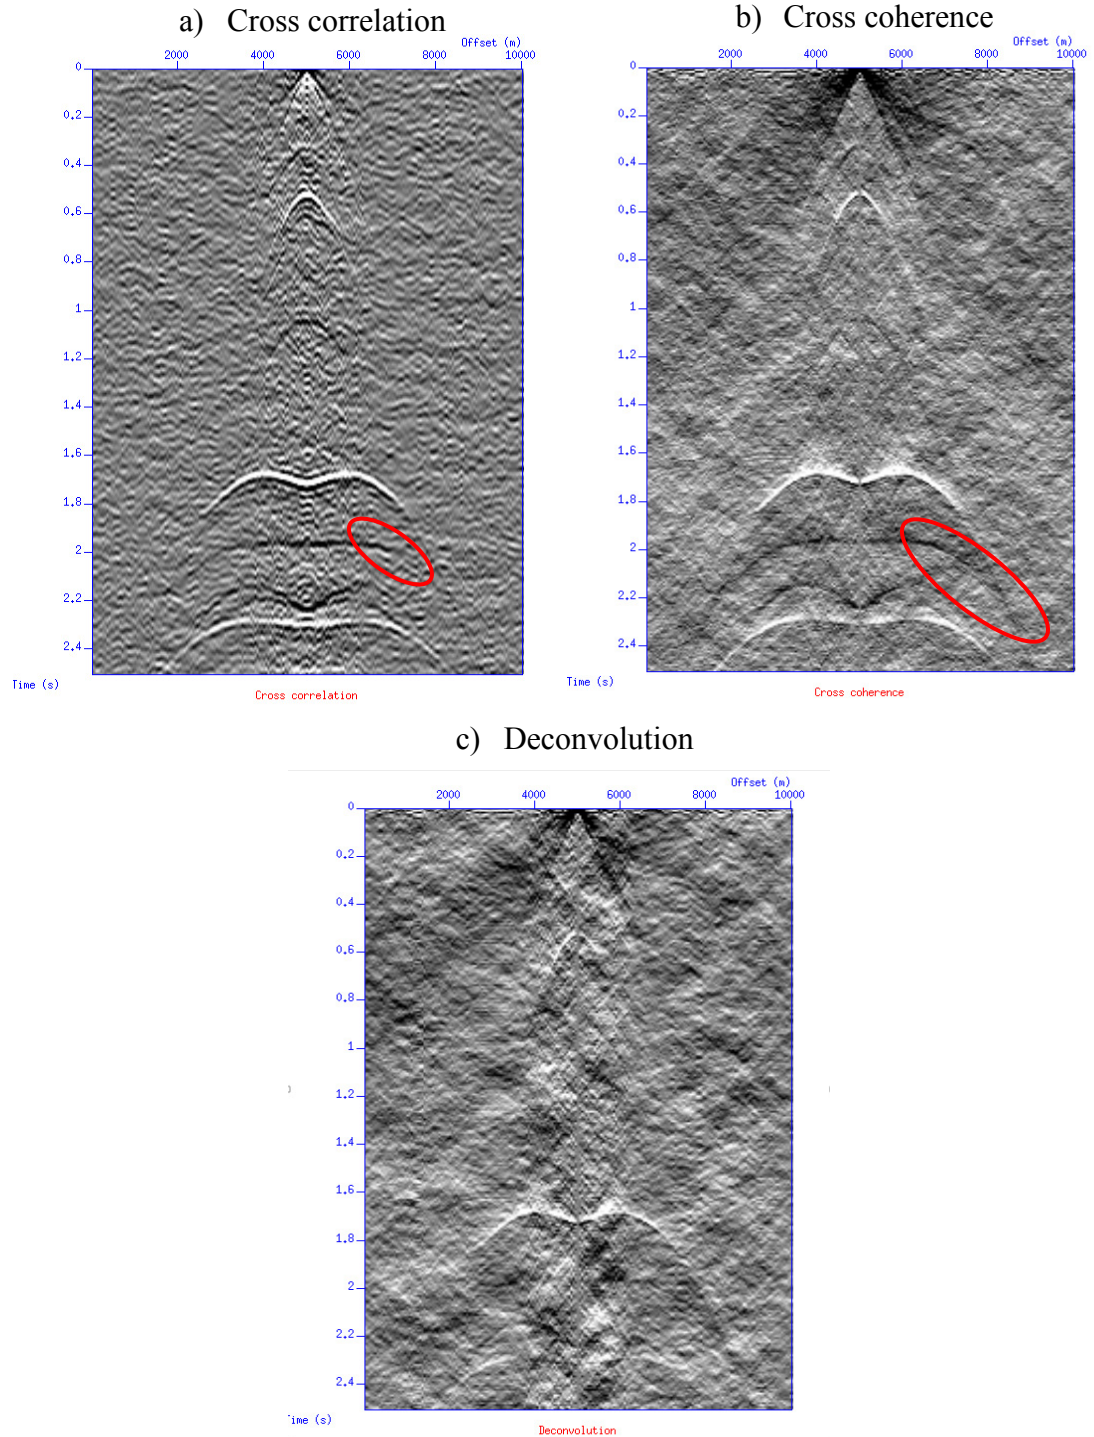 a) Cross correlation
Offset (m)
2000 4000 6000 8000 10000
0
0.2
0.4
0.6
0.8
1
1.2
1.4
1.6
1.8
2
2.2
2.4
Time (s)
Cross correlation
b) Cross coherence
Offset (m)
2000 4000 6000 8000 10000
0
0.2
0.4
0.6
0.8
1
1.2
1.4
1.6
1.8
2
2.2
2.4
Time (s)
Cross coherence
c) Deconvolution
Offset (m)
2000 4000 6000 8000 10000
0
0.2
0.4
0.6
0.8
1
1.2
1.4
1.6
1.8
2
2.2
2.4
ime (s)
Deconvolution